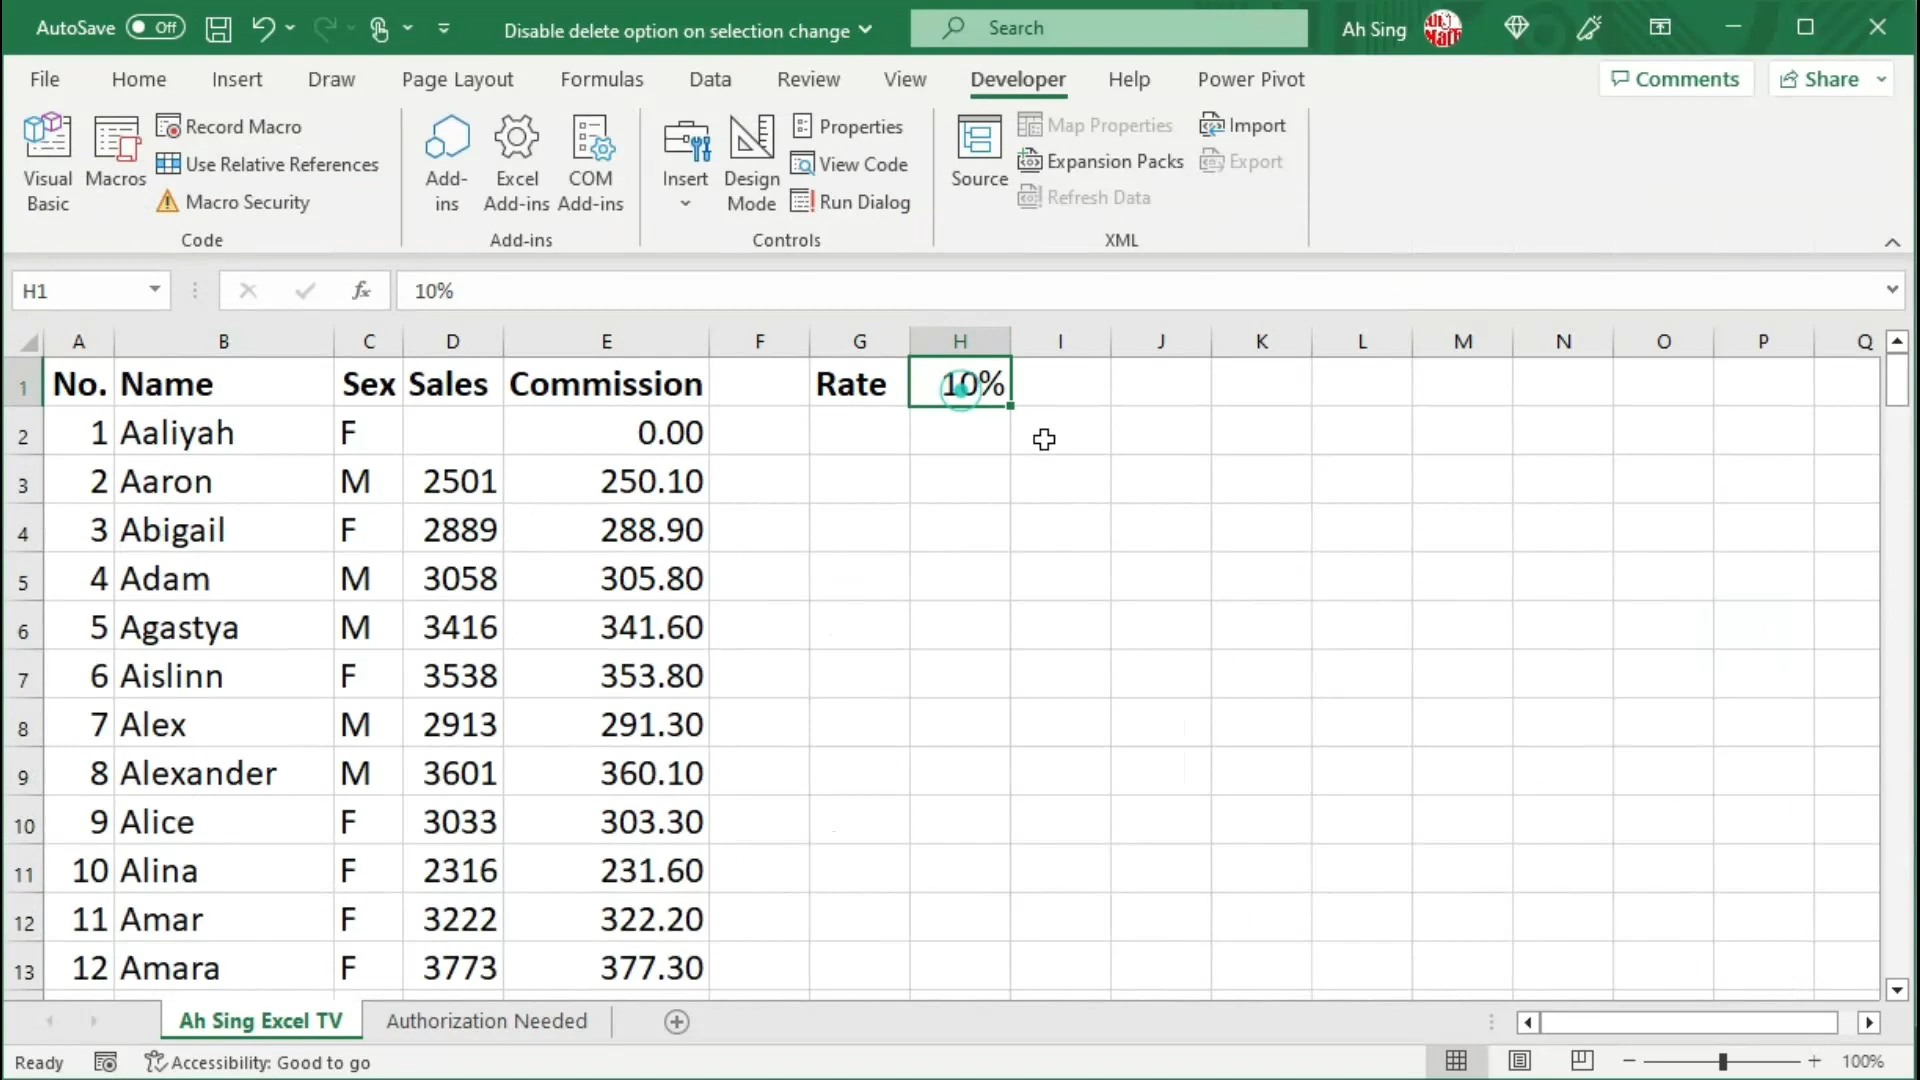 AutoSave Off Disable delete option on selection change Search Ah Sing
File Home Insert Draw Page Layout Formulas Data Review View Developer Help Power Pivot Comments Share
Visual Basic
Macros
Record Macro
Use Relative References
Macro Security
Code
Add-ins
Excel Add-ins
COM Add-ins
Add-ins
Insert
Design Mode
Properties
View Code
Run Dialog
Controls
Source
Map Properties
Expansion Packs
Refresh Data
Import
Export
XML
H1 fx 10%
A B C D E F G H I J K L M N O P Q
1 No. Name Sex Sales Commission Rate 10%
2 1 Aaliyah F 0.00
3 2 Aaron M 2501 250.10
4 3 Abigail F 2889 288.90
5 4 Adam M 3058 305.80
6 5 Agastya M 3416 341.60
7 6 Aislinn F 3538 353.80
8 7 Alex M 2913 291.30
9 8 Alexander M 3601 360.10
10 9 Alice F 3033 303.30
11 10 Alina F 2316 231.60
12 11 Amar F 3222 322.20
13 12 Amara F 3773 377.30
Ah Sing Excel TV Authorization Needed
Ready Accessibility: Good to go 100%